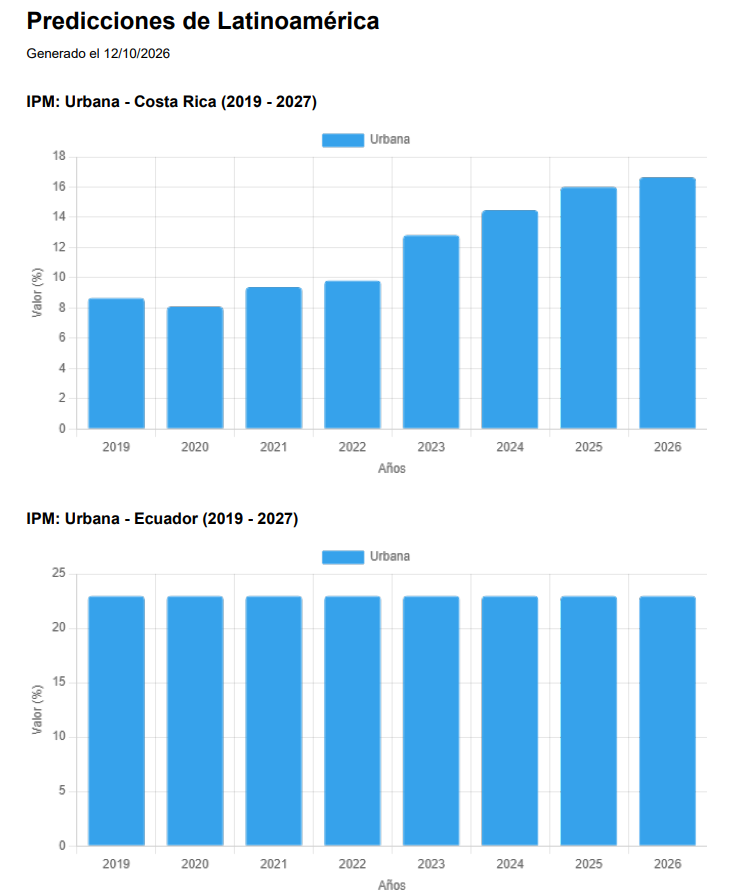 Predicciones de Latinoamérica
Generado el 12/10/2026
IPM: Urbana - Costa Rica (2019 - 2027)
Urbana
18
16
14
12
10
8
6
4
2
0
Valor (%)
2019 2020 2021 2022 2023 2024 2025 2026
Años
IPM: Urbana - Ecuador (2019 - 2027)
Urbana
25
20
15
10
5
0
Valor (%)
2019 2020 2021 2022 2023 2024 2025 2026
Años